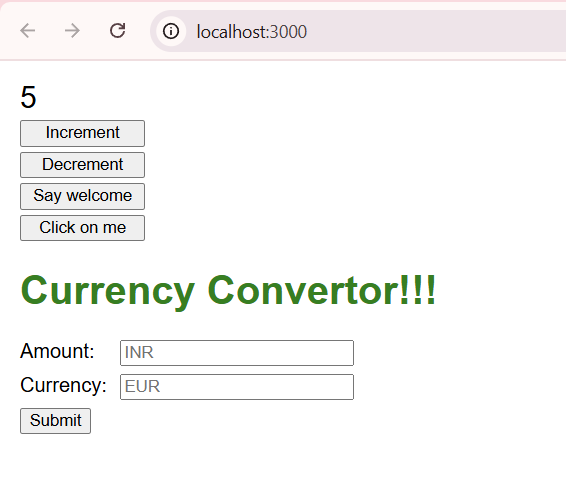 localhost:3000
5
Increment
Decrement
Say welcome
Click on me
Currency Convertor!!!
Amount: INR
Currency: EUR
Submit